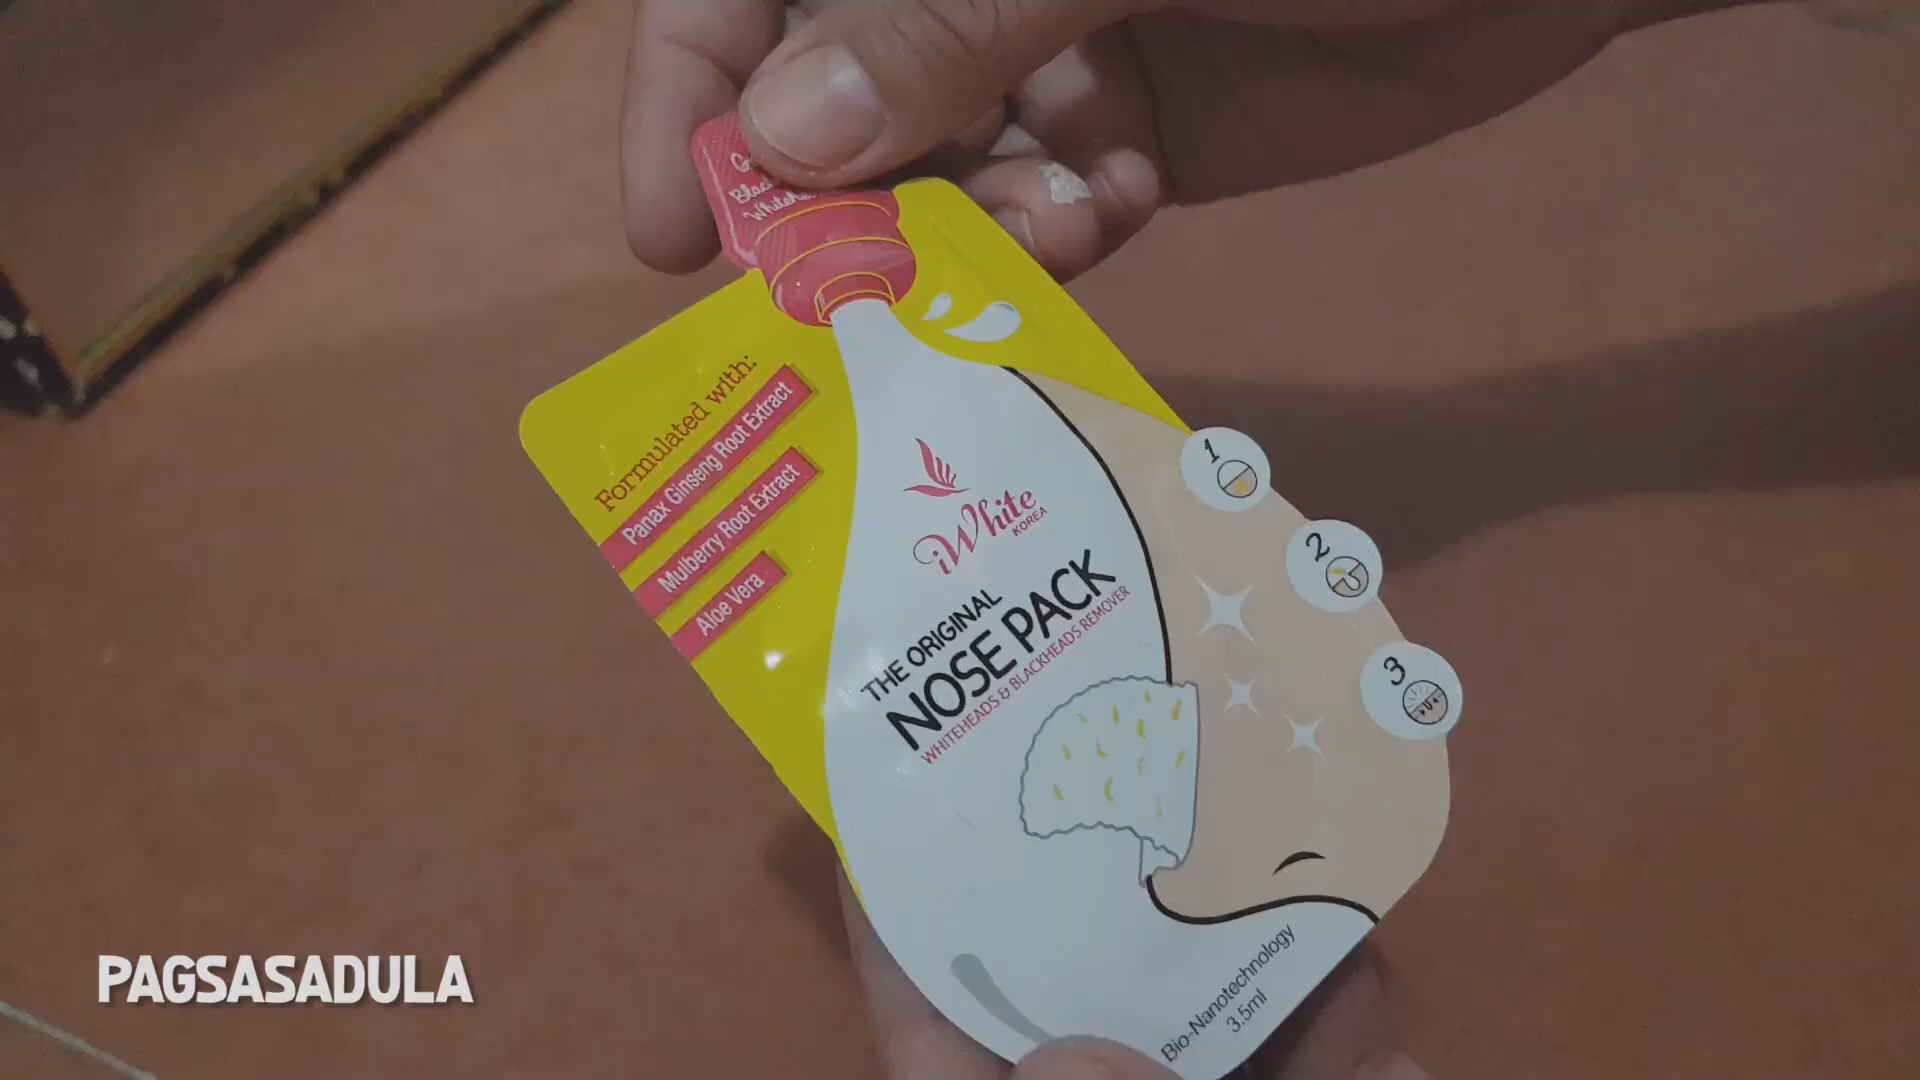 Formulated with:
Panax Ginseng Root Extract
Mulberry Root Extract
Aloe Vera
iWhite
KOREA
THE ORIGINAL
NOSE PACK
WHITEHEADS & BLACKHEADS REMOVER
1
2
3
Bio-Nanotechnology
3.5ml
PAGSASADULA